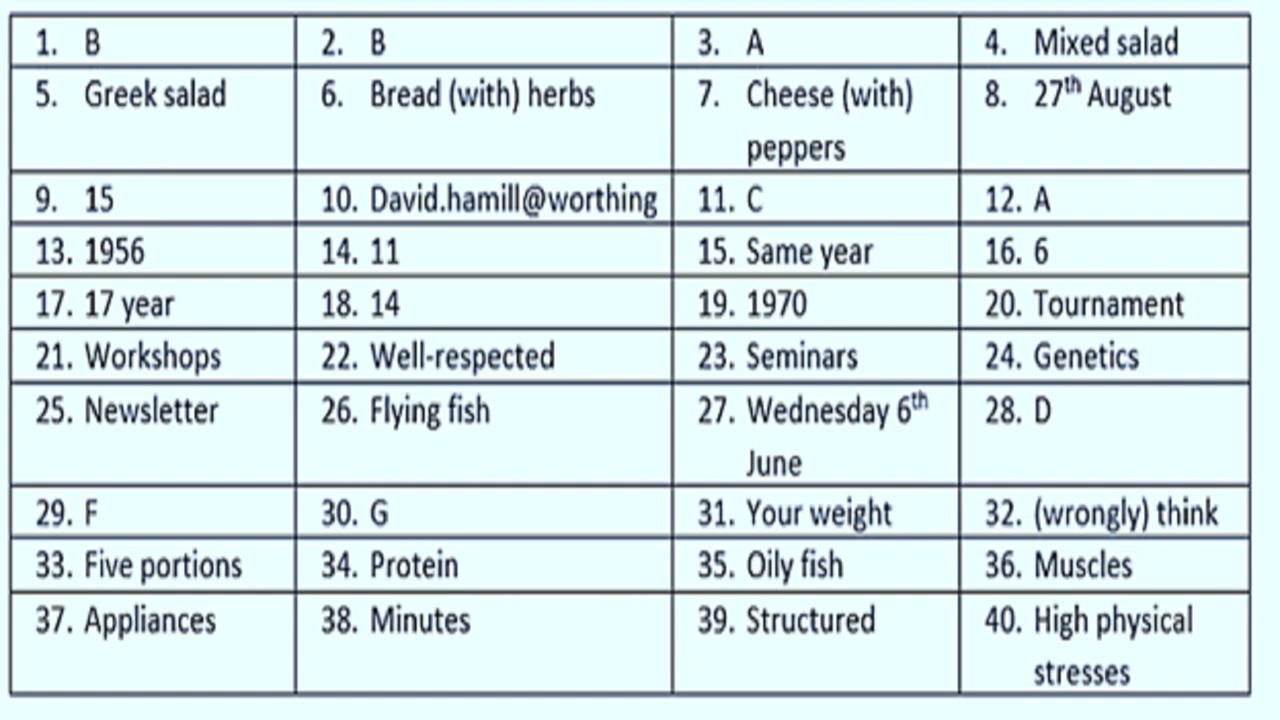 1. B 2. B 3. A 4. Mixed salad
5. Greek salad 6. Bread (with) herbs 7. Cheese (with) peppers 8. 27th August
9. 15 10. David.hamill@worthing 11. C 12. A
13. 1956 14. 11 15. Same year 16. 6
17. 17 year 18. 14 19. 1970 20. Tournament
21. Workshops 22. Well-respected 23. Seminars 24. Genetics
25. Newsletter 26. Flying fish 27. Wednesday 6th June 28. D
29. F 30. G 31. Your weight 32. (wrongly) think
33. Five portions 34. Protein 35. Oily fish 36. Muscles
37. Appliances 38. Minutes 39. Structured 40. High physical stresses